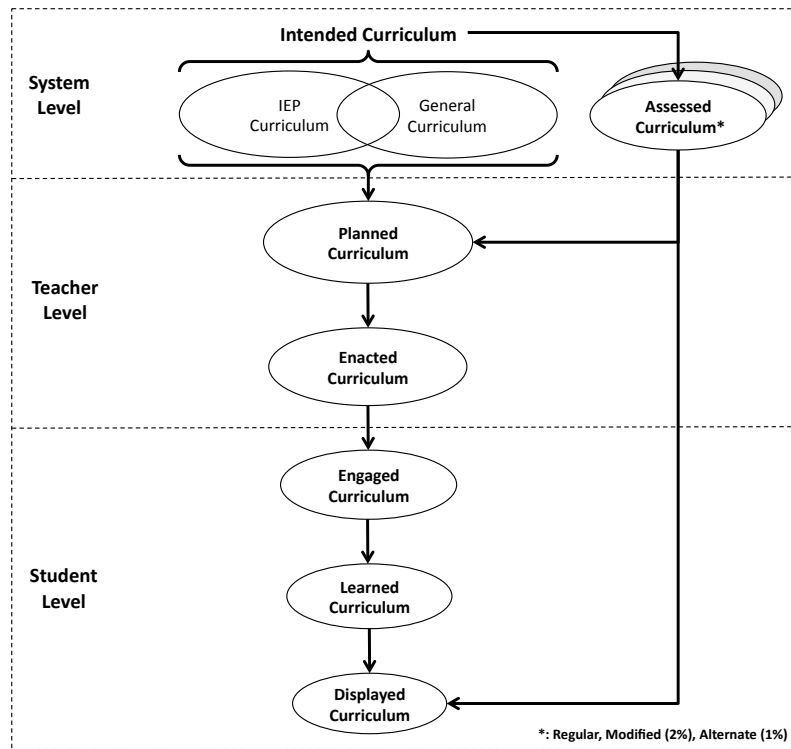 Intended Curriculum
System
Level
IEP
Curriculum
General
Curriculum
Assessed
Curriculum*
Planned
Curriculum
Teacher
Level
Enacted
Curriculum
Engaged
Curriculum
Student
Level
Learned
Curriculum
Displayed
Curriculum
*: Regular, Modified (2%), Alternate (1%)